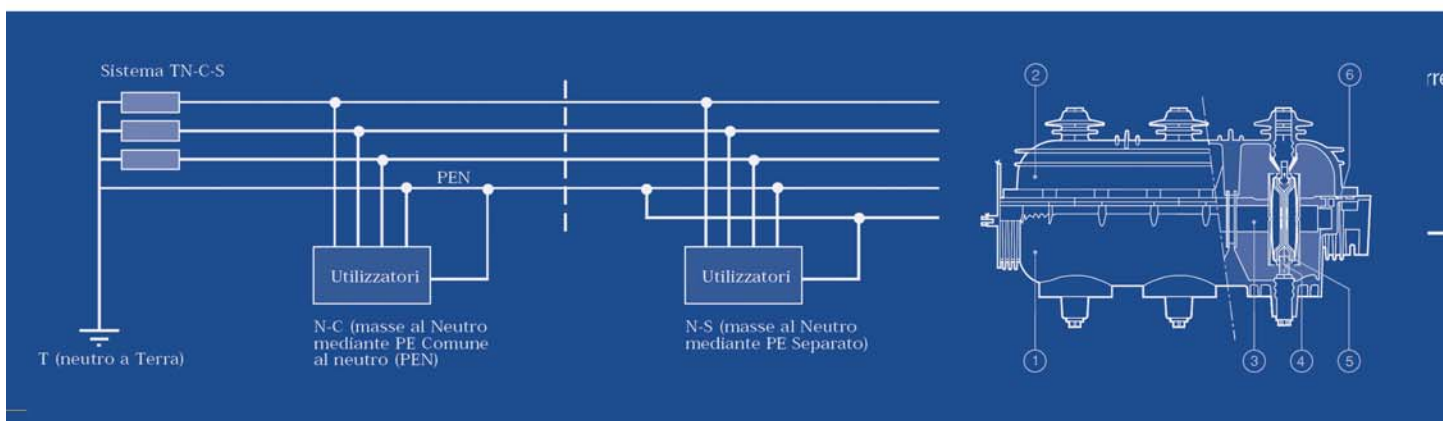 Sistema TN-C-S
PEN
Utilizzatori
N-C (masse al Neutro
mediante PE Comune
al neutro (PEN)
T (neutro a Terra)
Utilizzatori
N-S (masse al Neutro
mediante PE Separato)
2
6
1
3
4
5